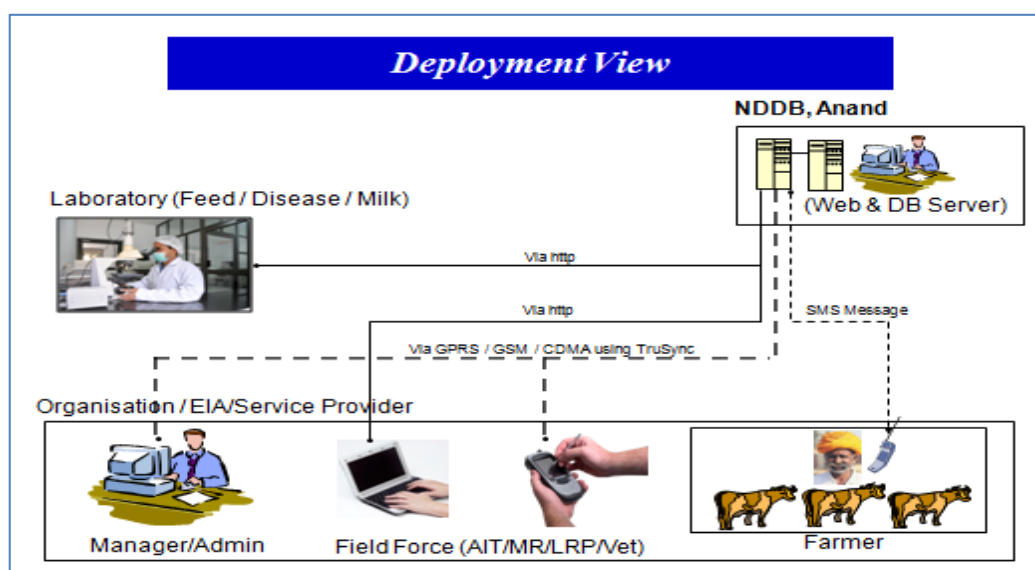 Deployment View
NDDB, Anand
(Web & DB Server)
Laboratory (Feed / Disease / Milk)
Via http
Via http
SMS Message
Via GPRS / GSM / CDMA using TruSync
Organisation / EIA/Service Provider
Manager/Admin
Field Force (AIT/MR/LRP/Vet)
Farmer